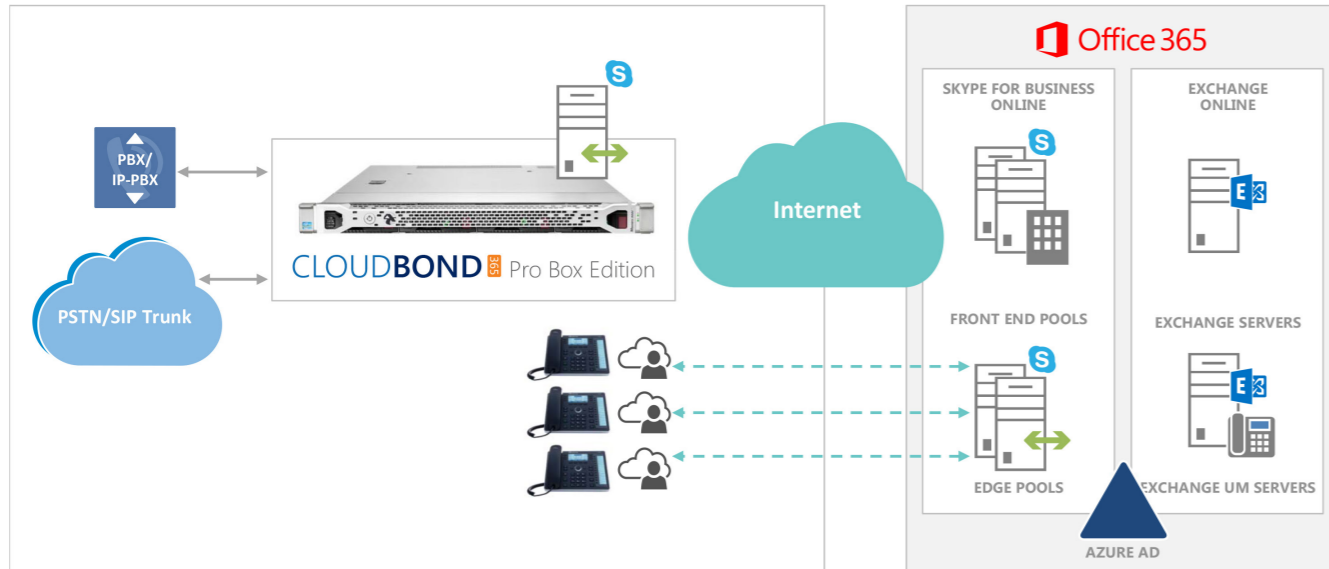 Office 365
SKYPE FOR BUSINESS
ONLINE
EXCHANGE
ONLINE
S
S
PBX/
IP-PBX
E
Internet
CLOUDBOND 365 Pro Box Edition
PSTN/SIP Trunk
FRONT END POOLS
EXCHANGE SERVERS
S
E
EDGE POOLS
EXCHANGE UM SERVERS
AZURE AD